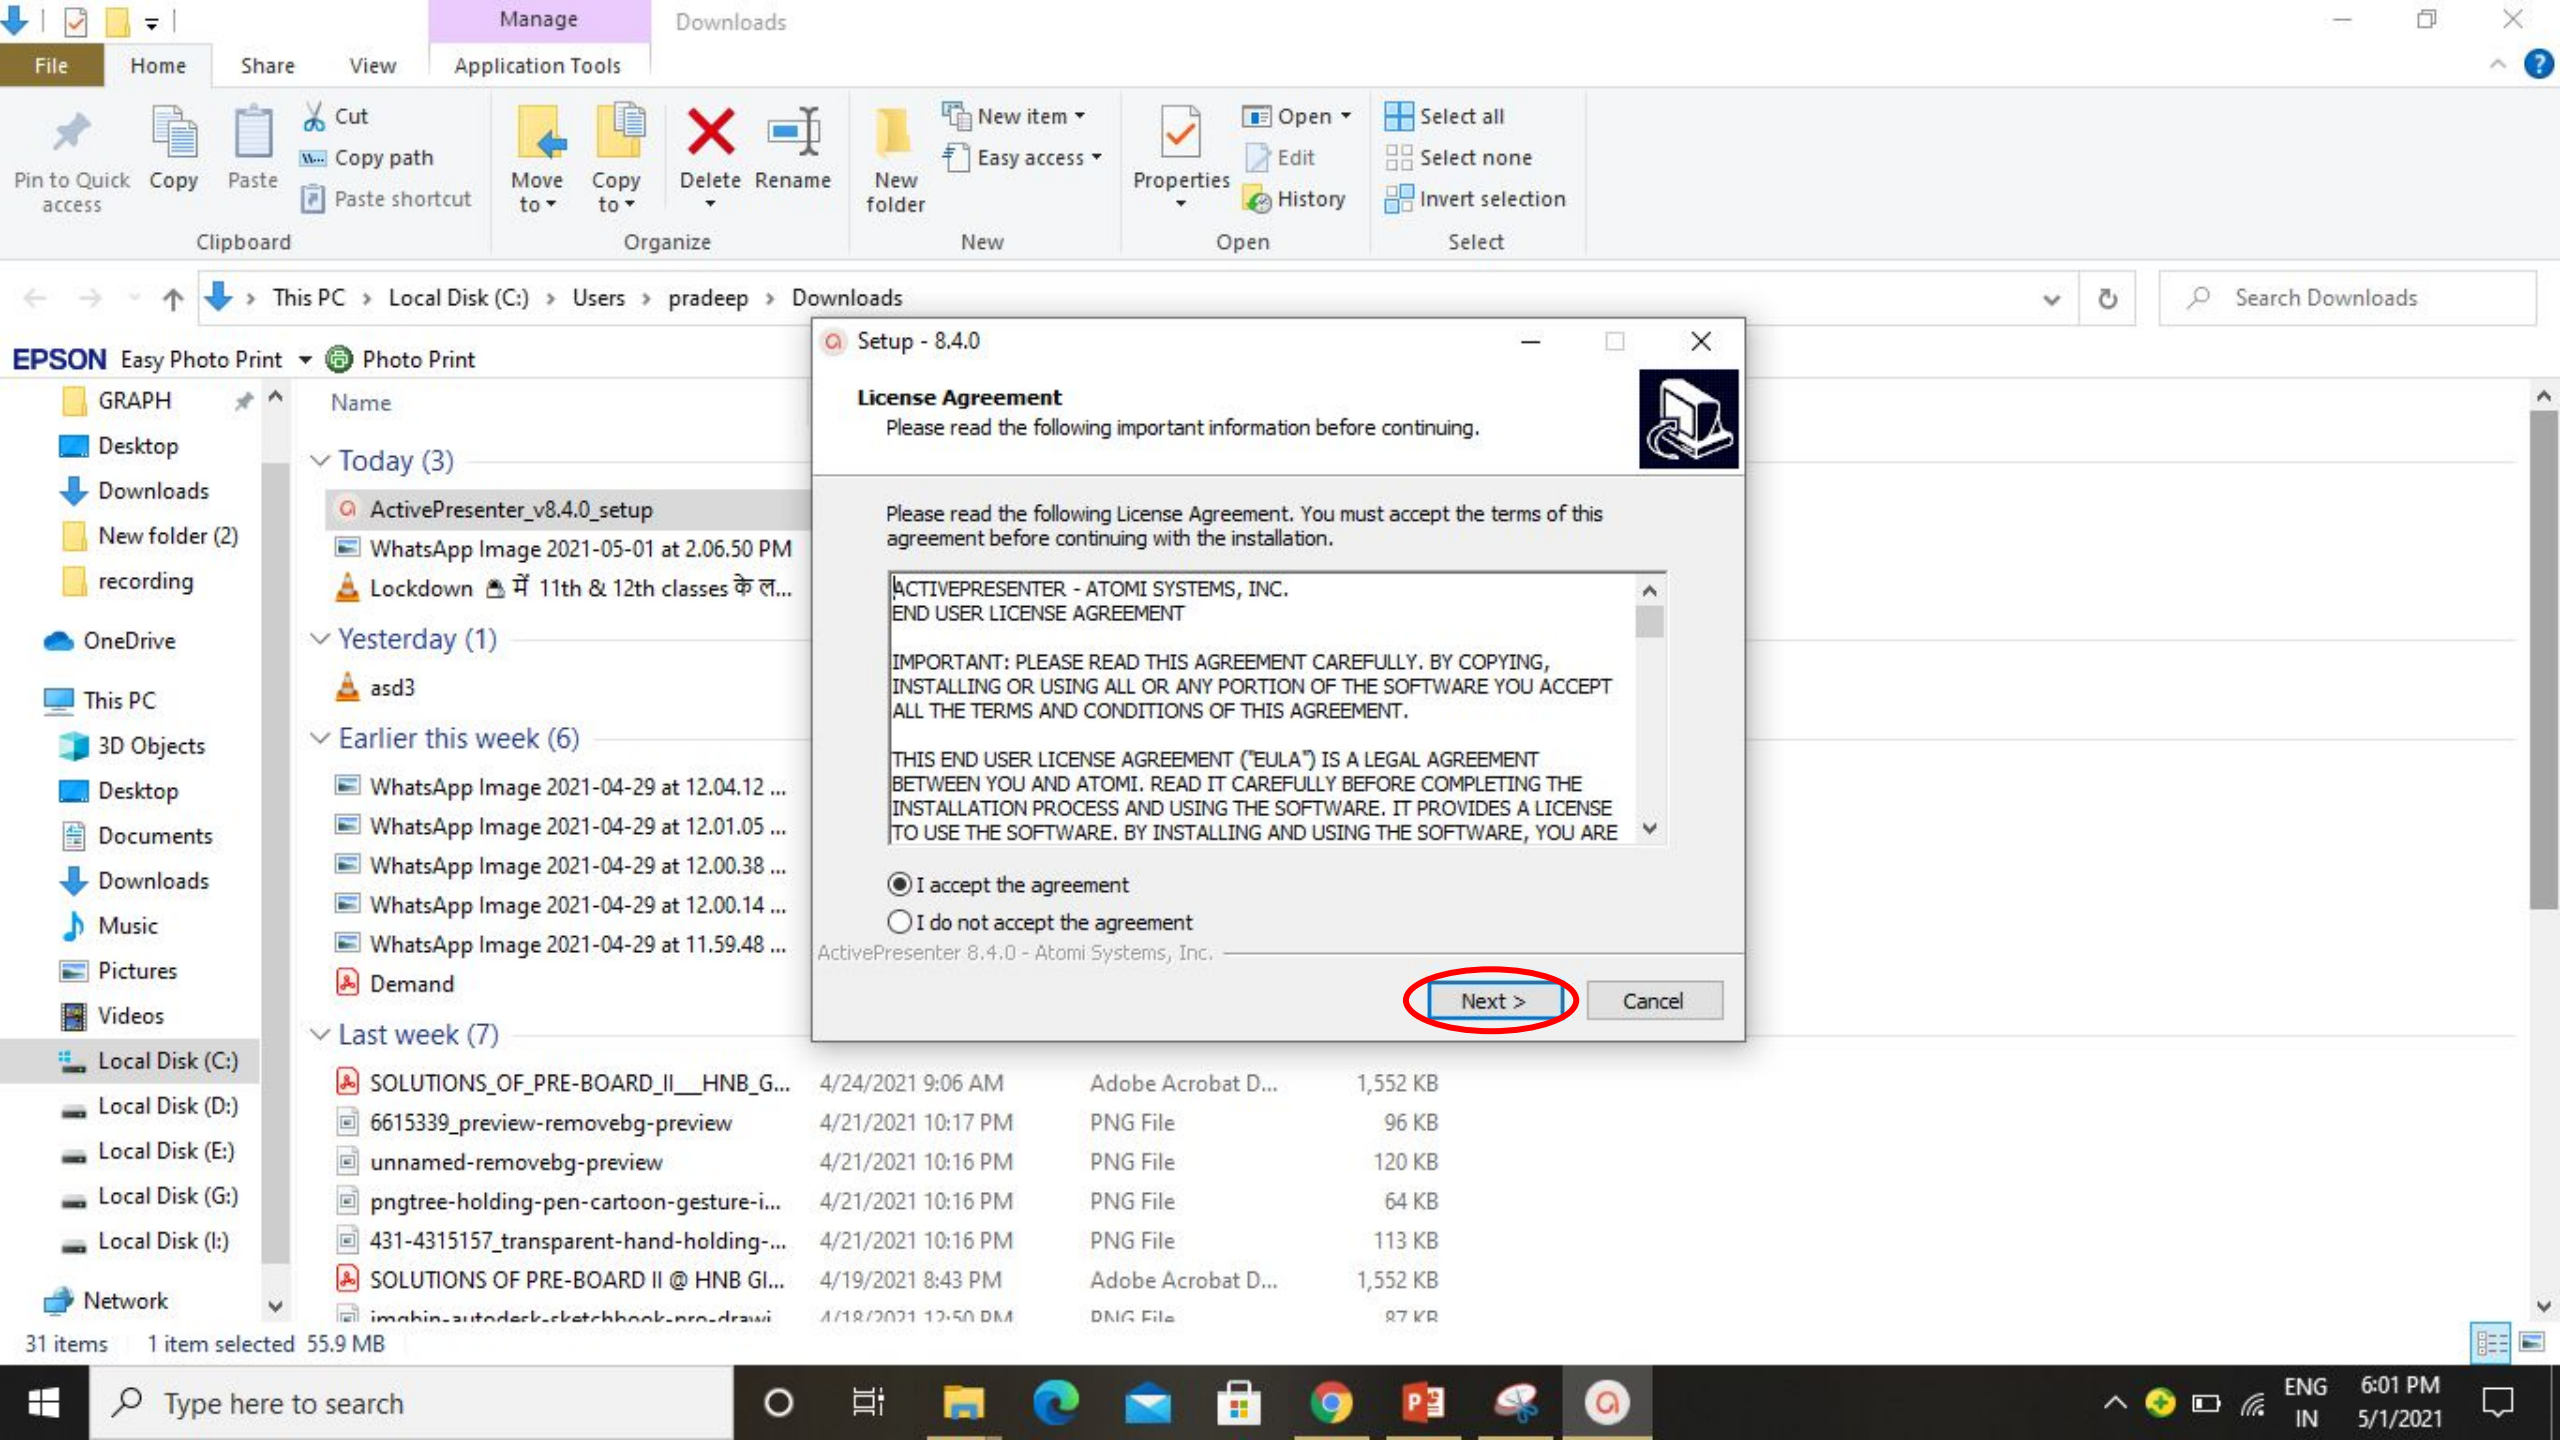 Manage
Downloads
File
Home
Share
View
Application Tools
Pin to Quick
access
Copy
Paste
Cut
Copy path
Paste shortcut
Clipboard
Move
to
Copy
to
Delete
Rename
Organize
New
folder
New item
Easy access
New
Properties
Open
Edit
History
Open
Select all
Select none
Invert selection
Select
This PC > Local Disk (C:) > Users > pradeep > Downloads
Search Downloads
EPSON Easy Photo Print
Photo Print
GRAPH
Desktop
Downloads
New folder (2)
recording
OneDrive
This PC
3D Objects
Desktop
Documents
Downloads
Music
Pictures
Videos
Local Disk (C:)
Local Disk (D:)
Local Disk (E:)
Local Disk (G:)
Local Disk (I:)
Network
Name
Today (3)
ActivePresenter_v8.4.0_setup
WhatsApp Image 2021-05-01 at 2.06.50 PM
Lockdown में 11th & 12th classes के ल...
Yesterday (1)
asd3
Earlier this week (6)
WhatsApp Image 2021-04-29 at 12.04.12 ...
WhatsApp Image 2021-04-29 at 12.01.05 ...
WhatsApp Image 2021-04-29 at 12.00.38 ...
WhatsApp Image 2021-04-29 at 12.00.14 ...
WhatsApp Image 2021-04-29 at 11.59.48 ...
Demand
Last week (7)
SOLUTIONS_OF_PRE-BOARD_II__HNB_G... 4/24/2021 9:06 AM Adobe Acrobat D... 1,552 KB
6615339_preview-removebg-preview 4/21/2021 10:17 PM PNG File 96 KB
unnamed-removebg-preview 4/21/2021 10:16 PM PNG File 120 KB
pngtree-holding-pen-cartoon-gesture-i... 4/21/2021 10:16 PM PNG File 64 KB
431-4315157_transparent-hand-holding-... 4/21/2021 10:16 PM PNG File 113 KB
SOLUTIONS OF PRE-BOARD II @ HNB GI... 4/19/2021 8:43 PM Adobe Acrobat D... 1,552 KB
imgbin-autodesk-sketchbook-pro-drawi... 4/18/2021 12:50 PM PNG File 87 KB
Setup - 8.4.0
License Agreement
Please read the following important information before continuing.
Please read the following License Agreement. You must accept the terms of this
agreement before continuing with the installation.
ACTIVEPRESENTER - ATOMI SYSTEMS, INC.
END USER LICENSE AGREEMENT
IMPORTANT: PLEASE READ THIS AGREEMENT CAREFULLY. BY COPYING,
INSTALLING OR USING ALL OR ANY PORTION OF THE SOFTWARE YOU ACCEPT
ALL THE TERMS AND CONDITIONS OF THIS AGREEMENT.
THIS END USER LICENSE AGREEMENT ("EULA") IS A LEGAL AGREEMENT
BETWEEN YOU AND ATOMI. READ IT CAREFULLY BEFORE COMPLETING THE
INSTALLATION PROCESS AND USING THE SOFTWARE. IT PROVIDES A LICENSE
TO USE THE SOFTWARE. BY INSTALLING AND USING THE SOFTWARE, YOU ARE
I accept the agreement
I do not accept the agreement
ActivePresenter 8.4.0 - Atomi Systems, Inc.
Next >
Cancel
31 items
1 item selected 55.9 MB
Type here to search
ENG
IN
6:01 PM
5/1/2021